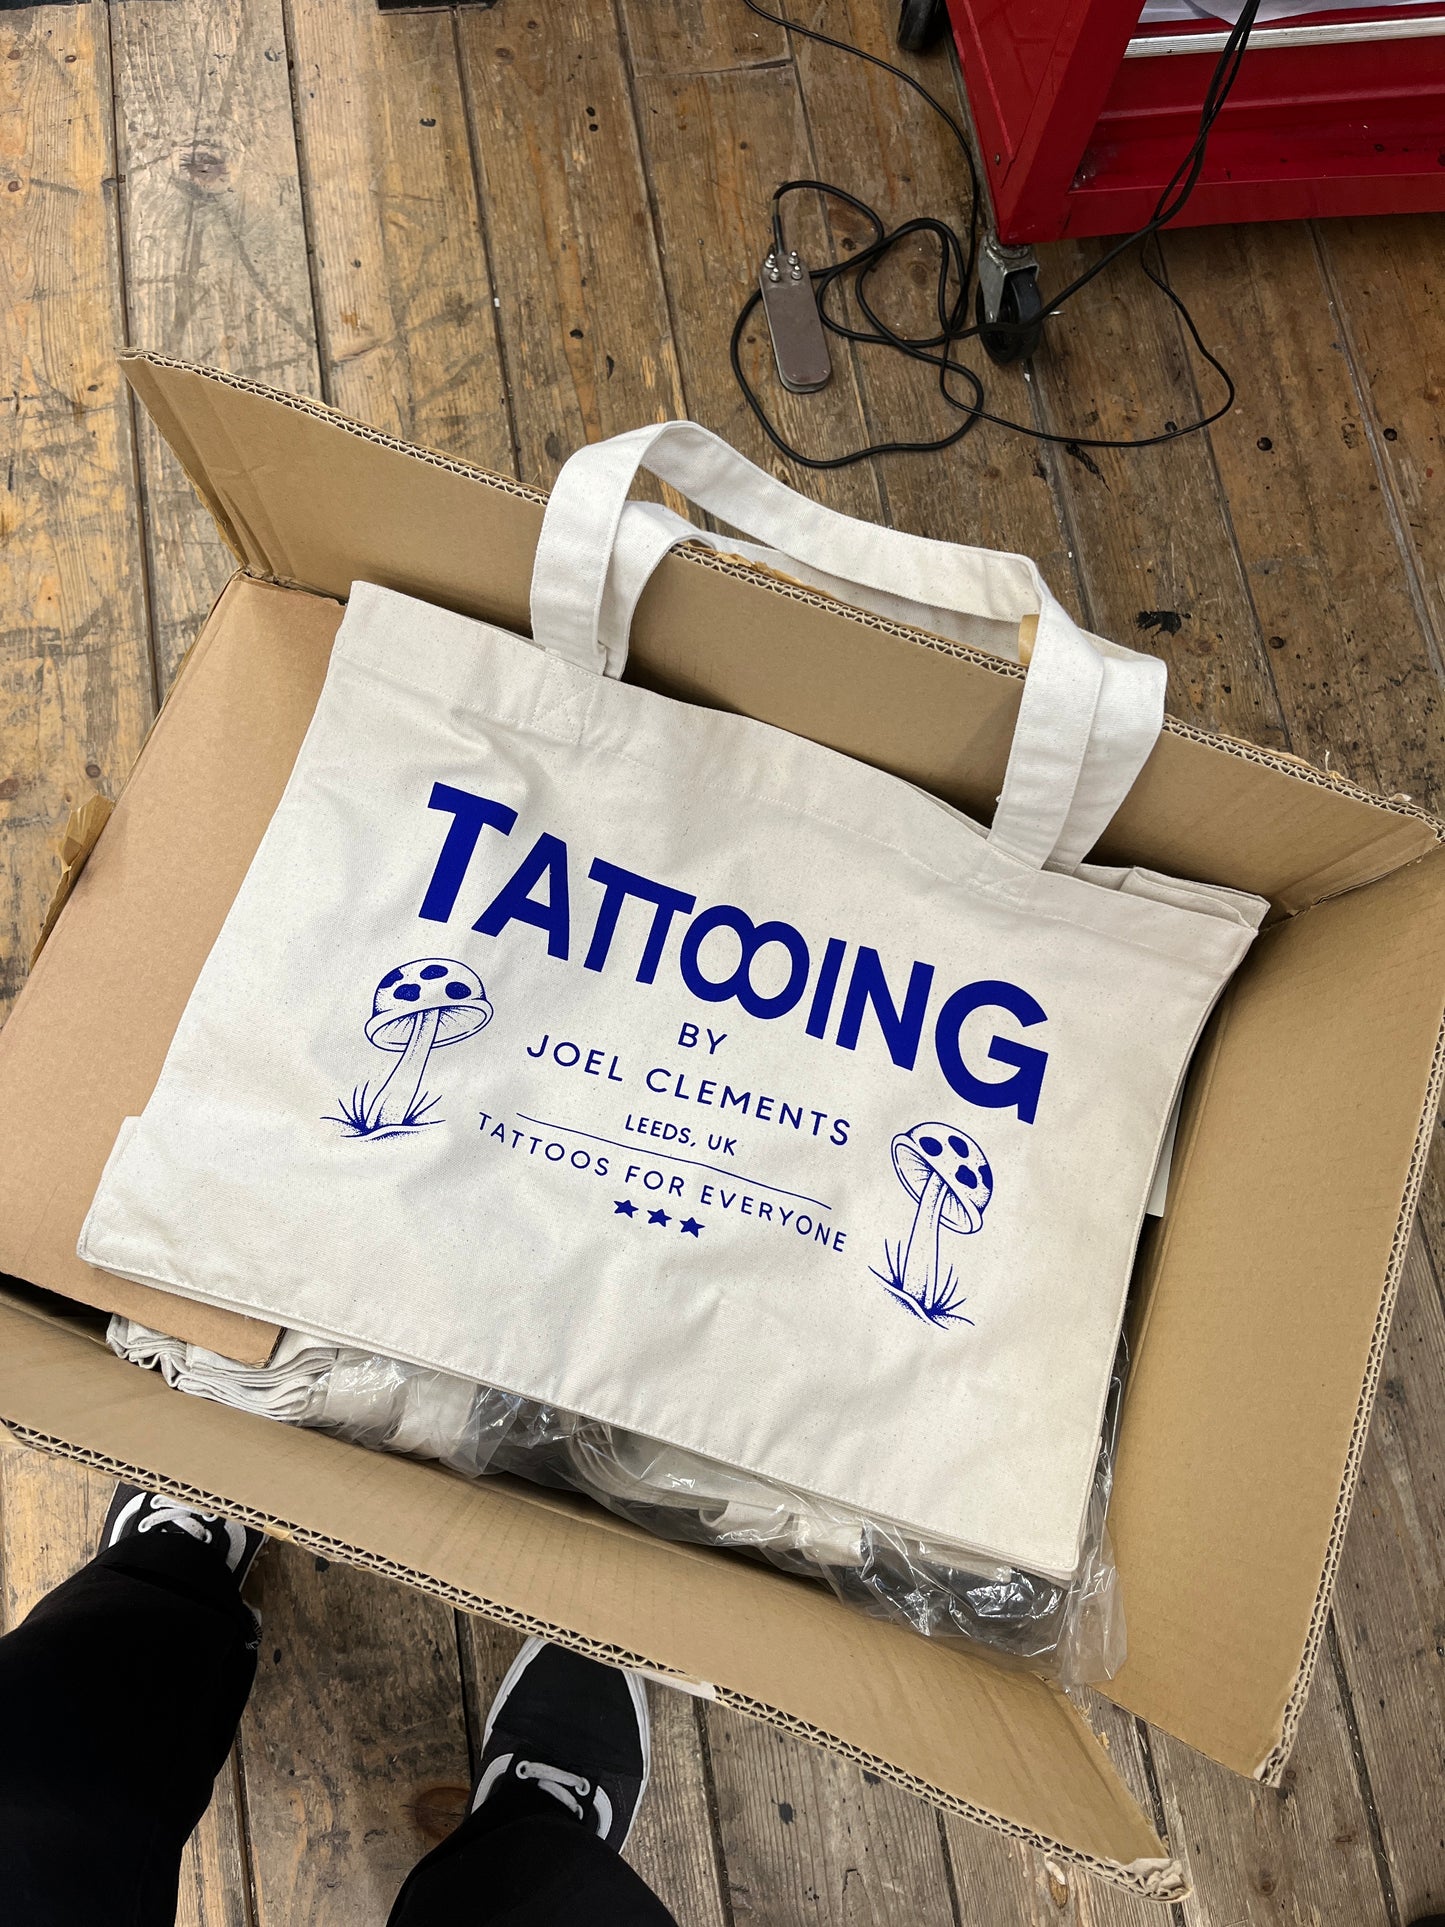 TATTOOING
BY
JOEL CLEMENTS
LEEDS, UK
TATTOOS FOR EVERYONE